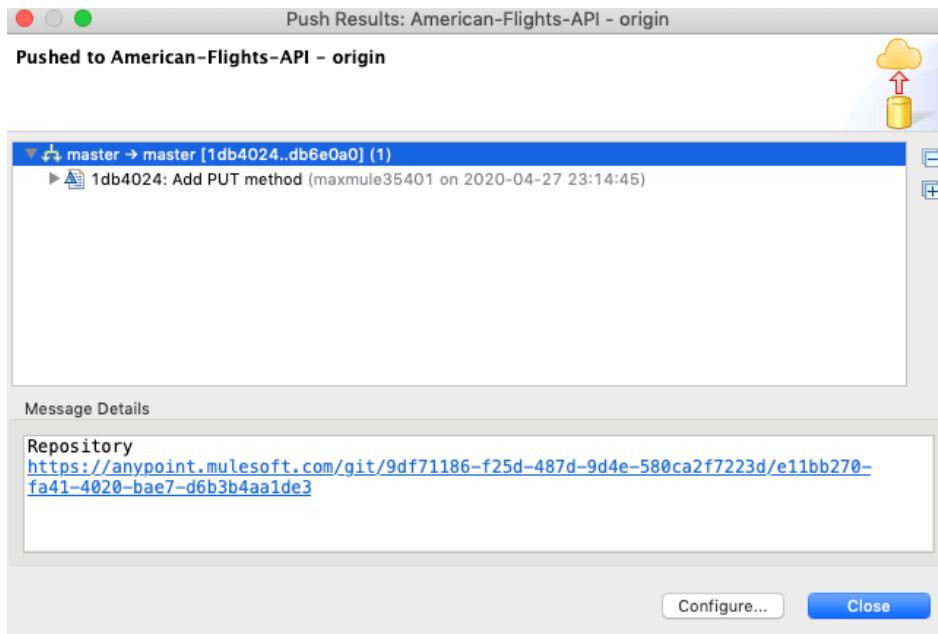 Push Results: American-Flights-API - origin
Pushed to American-Flights-API - origin
master → master [1db4024..db6e0a0] (1)
1db4024: Add PUT method (maxmule35401 on 2020-04-27 23:14:45)
Message Details
Repository
https://anypoint.mulesoft.com/git/9df71186-f25d-487d-9d4e-580ca2f7223d/e11bb270-
fa41-4020-bae7-d6b3b4aa1de3
Configure...
Close